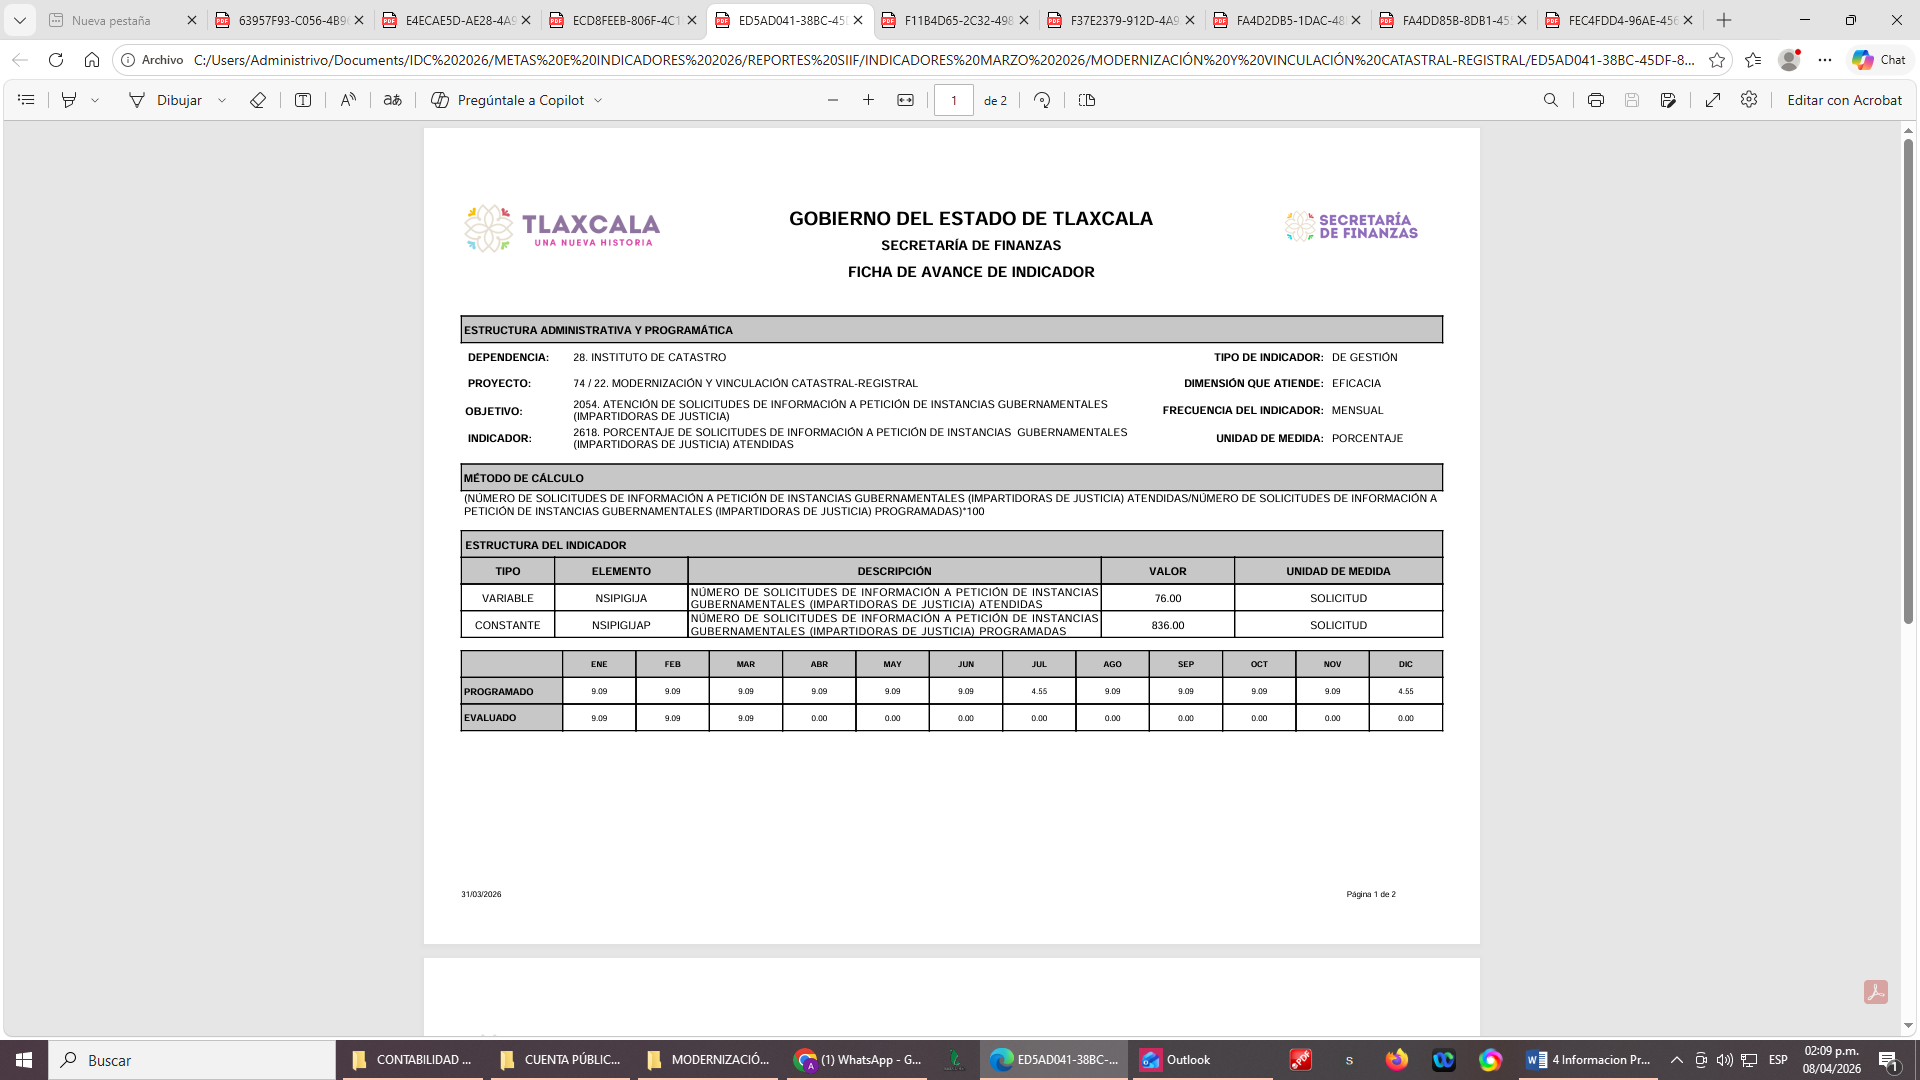 Nueva pestaña
63957F93-C056-4B9
E4ECAE5D-AE28-4A9
ECD8FEEB-806F-4C1
ED5AD041-38BC-45D
F11B4D65-2C32-498
F37E2379-912D-4A9
FA4D2DB5-1DAC-48
FA4DD85B-8DB1-45
FEC4FDD4-96AE-456
Archivo C:/Users/Administrivo/Documents/IDC%202026/METAS%20E%20INDICADORES%202026/REPORTES%20SIIF/INDICADORES%20MARZO%202026/MODERNIZACIÓN%20Y%20VINCULACIÓN%20CATASTRAL-REGISTRAL/ED5AD041-38BC-45DF-8...
Chat
Dibujar
Pregúntale a Copilot
1 de 2
Editar con Acrobat
TLAXCALA
UNA NUEVA HISTORIA
GOBIERNO DEL ESTADO DE TLAXCALA
SECRETARÍA DE FINANZAS
FICHA DE AVANCE DE INDICADOR
SECRETARÍA
DE FINANZAS
ESTRUCTURA ADMINISTRATIVA Y PROGRAMÁTICA
DEPENDENCIA: 28. INSTITUTO DE CATASTRO TIPO DE INDICADOR: DE GESTIÓN
PROYECTO: 74 / 22. MODERNIZACIÓN Y VINCULACIÓN CATASTRAL-REGISTRAL DIMENSIÓN QUE ATIENDE: EFICACIA
OBJETIVO: 2054. ATENCIÓN DE SOLICITUDES DE INFORMACIÓN A PETICIÓN DE INSTANCIAS GUBERNAMENTALES
(IMPARTIDORAS DE JUSTICIA) FRECUENCIA DEL INDICADOR: MENSUAL
INDICADOR: 2618. PORCENTAJE DE SOLICITUDES DE INFORMACIÓN A PETICIÓN DE INSTANCIAS GUBERNAMENTALES
(IMPARTIDORAS DE JUSTICIA) ATENDIDAS UNIDAD DE MEDIDA: PORCENTAJE
MÉTODO DE CÁLCULO
(NÚMERO DE SOLICITUDES DE INFORMACIÓN A PETICIÓN DE INSTANCIAS GUBERNAMENTALES (IMPARTIDORAS DE JUSTICIA) ATENDIDAS/NÚMERO DE SOLICITUDES DE INFORMACIÓN A
PETICIÓN DE INSTANCIAS GUBERNAMENTALES (IMPARTIDORAS DE JUSTICIA) PROGRAMADAS)*100
ESTRUCTURA DEL INDICADOR
TIPO ELEMENTO DESCRIPCIÓN VALOR UNIDAD DE MEDIDA
VARIABLE NSIPIGIJA NÚMERO DE SOLICITUDES DE INFORMACIÓN A PETICIÓN DE INSTANCIAS
GUBERNAMENTALES (IMPARTIDORAS DE JUSTICIA) ATENDIDAS 76.00 SOLICITUD
CONSTANTE NSIPIGIJAP NÚMERO DE SOLICITUDES DE INFORMACIÓN A PETICIÓN DE INSTANCIAS
GUBERNAMENTALES (IMPARTIDORAS DE JUSTICIA) PROGRAMADAS 836.00 SOLICITUD
ENE FEB MAR ABR MAY JUN JUL AGO SEP OCT NOV DIC
PROGRAMADO 9.09 9.09 9.09 9.09 9.09 9.09 4.55 9.09 9.09 9.09 9.09 4.55
EVALUADO 9.09 9.09 9.09 0.00 0.00 0.00 0.00 0.00 0.00 0.00 0.00 0.00
31/03/2026 Página 1 de 2
Buscar
CONTABILIDAD ...
CUENTA PÚBLIC...
MODERNIZACIÓ...
(1) WhatsApp - G...
ED5AD041-38BC-...
Outlook
4 Informacion Pr...
ESP
02:09 p.m.
08/04/2026
1